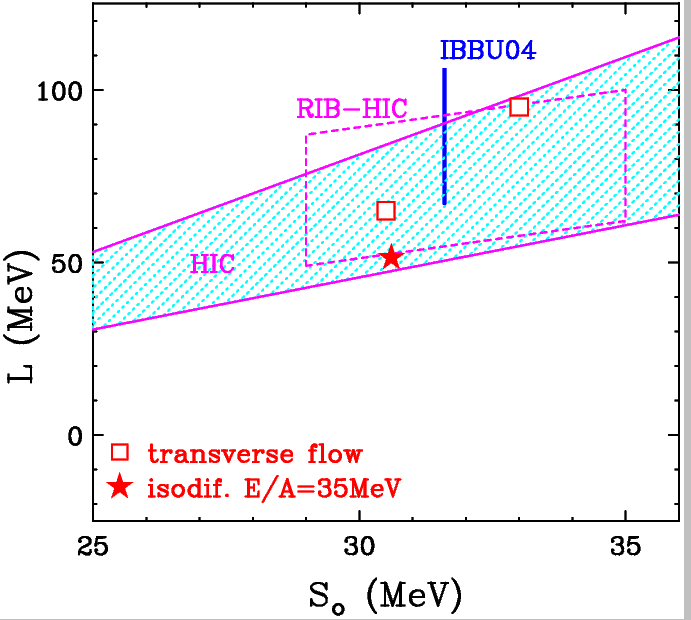 IBBU04
100
RIB-HIC
HIC
50
L (MeV)
0
transverse flow
isodif. E/A=35MeV
25
30
35
S₀ (MeV)